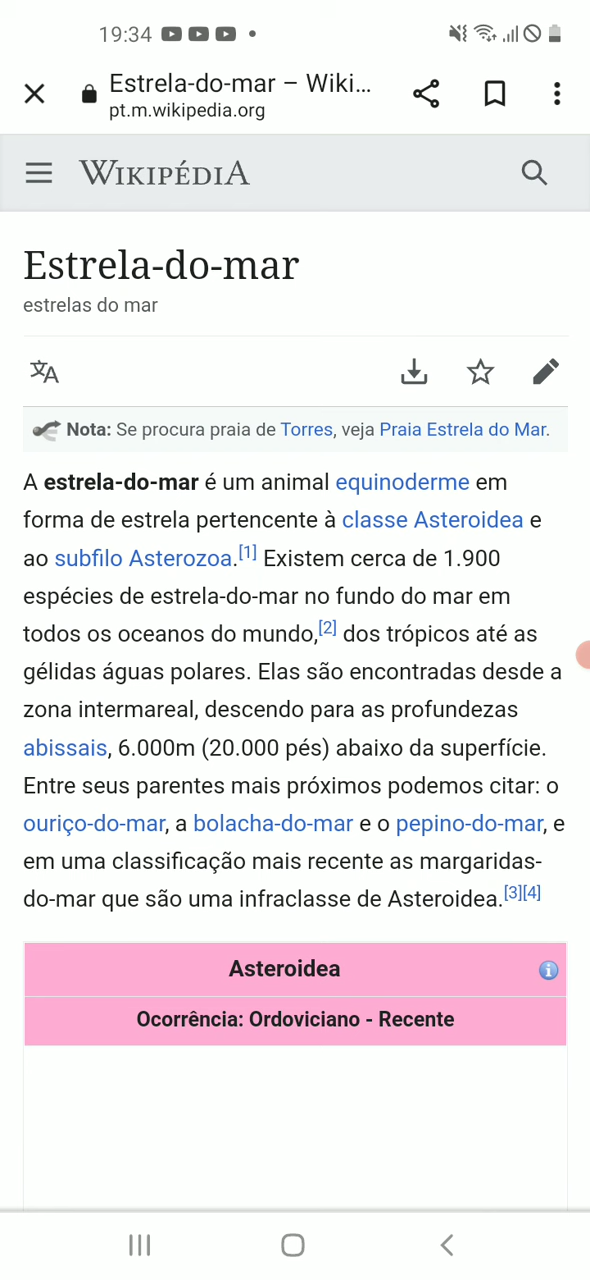 19:34
Estrela-do-mar – Wiki...
pt.m.wikipedia.org
WIKIPÉDIA
Estrela-do-mar
estrelas do mar
Nota: Se procura praia de Torres, veja Praia Estrela do Mar.
A estrela-do-mar é um animal equinoderme em
forma de estrela pertencente à classe Asteroidea e
ao subfilo Asterozoa.[1] Existem cerca de 1.900
espécies de estrela-do-mar no fundo do mar em
todos os oceanos do mundo,[2] dos trópicos até as
gélidas águas polares. Elas são encontradas desde a
zona intermareal, descendo para as profundezas
abissais, 6.000m (20.000 pés) abaixo da superfície.
Entre seus parentes mais próximos podemos citar: o
ouriço-do-mar, a bolacha-do-mar e o pepino-do-mar, e
em uma classificação mais recente as margaridas-
do-mar que são uma infraclasse de Asteroidea.[3][4]
Asteroidea
Ocorrência: Ordoviciano - Recente